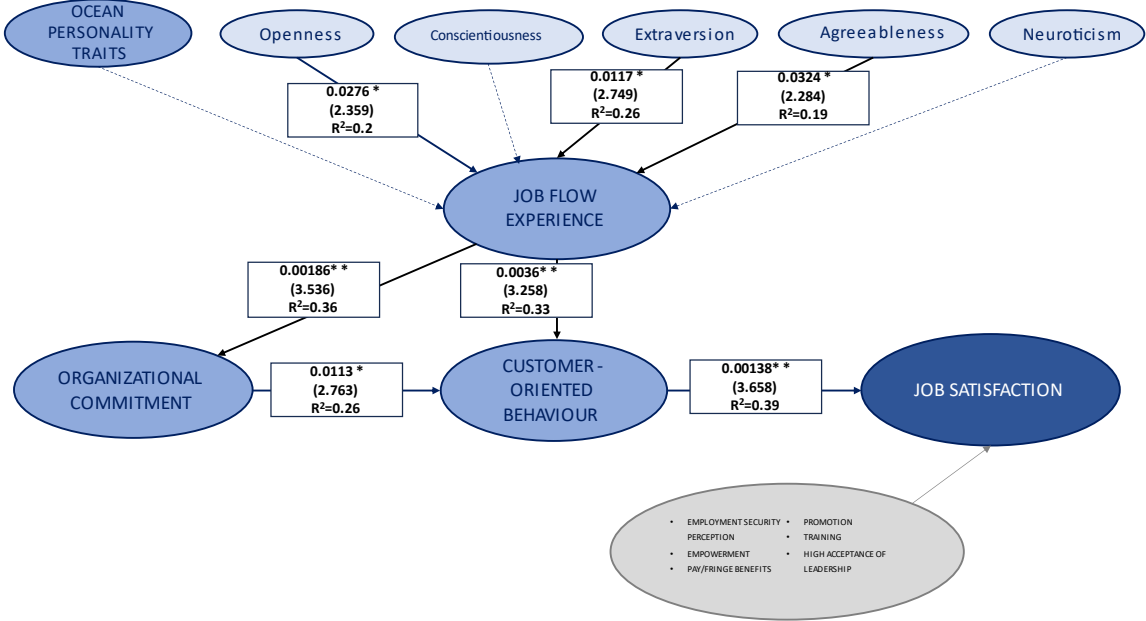 OCEAN
PERSONALITY
TRAITS
Openness
Conscientiousness
Extraversion
Agreeableness
Neuroticism
0.0276 *
(2.359)
R²=0.2
0.0117 *
(2.749)
R²=0.26
0.0324 *
(2.284)
R²=0.19
JOB FLOW
EXPERIENCE
0.00186* *
(3.536)
R²=0.36
0.0036* *
(3.258)
R²=0.33
ORGANIZATIONAL
COMMITMENT
0.0113 *
(2.763)
R²=0.26
CUSTOMER-
ORIENTED
BEHAVIOUR
0.00138* *
(3.658)
R²=0.39
JOB SATISFACTION
• EMPLOYMENT SECURITY
PERCEPTION
• EMPOWERMENT
• PAY/FRINGE BENEFITS
• PROMOTION
• TRAINING
• HIGH ACCEPTANCE OF
LEADERSHIP